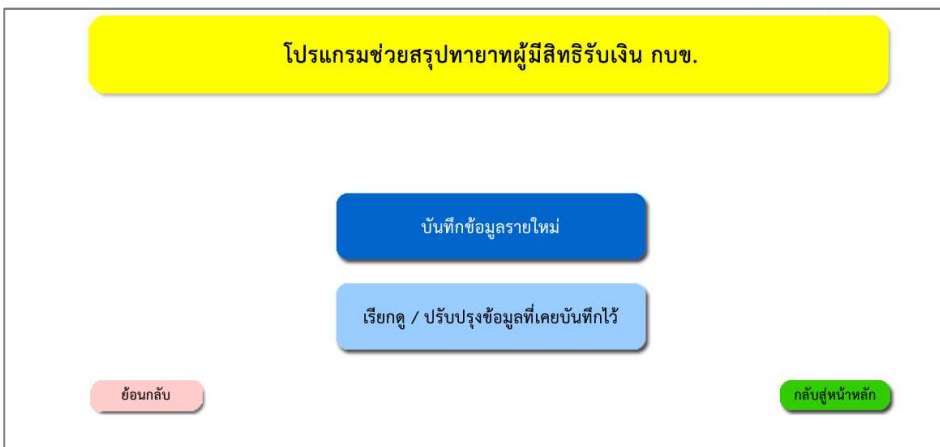 โปรแกรมช่วยสรุปทายาทผู้มีสิทธิรับเงิน กบข.
บันทึกข้อมูลรายใหม่
เรียกดู / ปรับปรุงข้อมูลที่เคยบันทึกไว้
ย้อนกลับ
กลับสู่หน้าหลัก